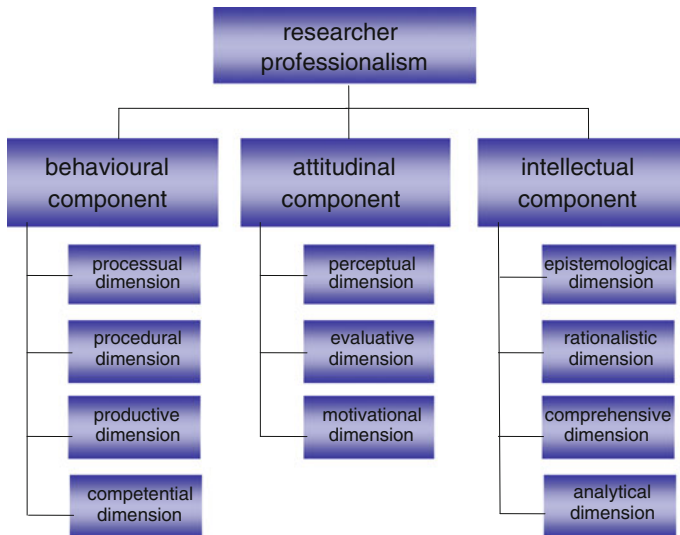 researcher
professionalism
behavioural
component
attitudinal
component
intellectual
component
processual
dimension
procedural
dimension
productive
dimension
competential
dimension
perceptual
dimension
evaluative
dimension
motivational
dimension
epistemological
dimension
rationalistic
dimension
comprehensive
dimension
analytical
dimension